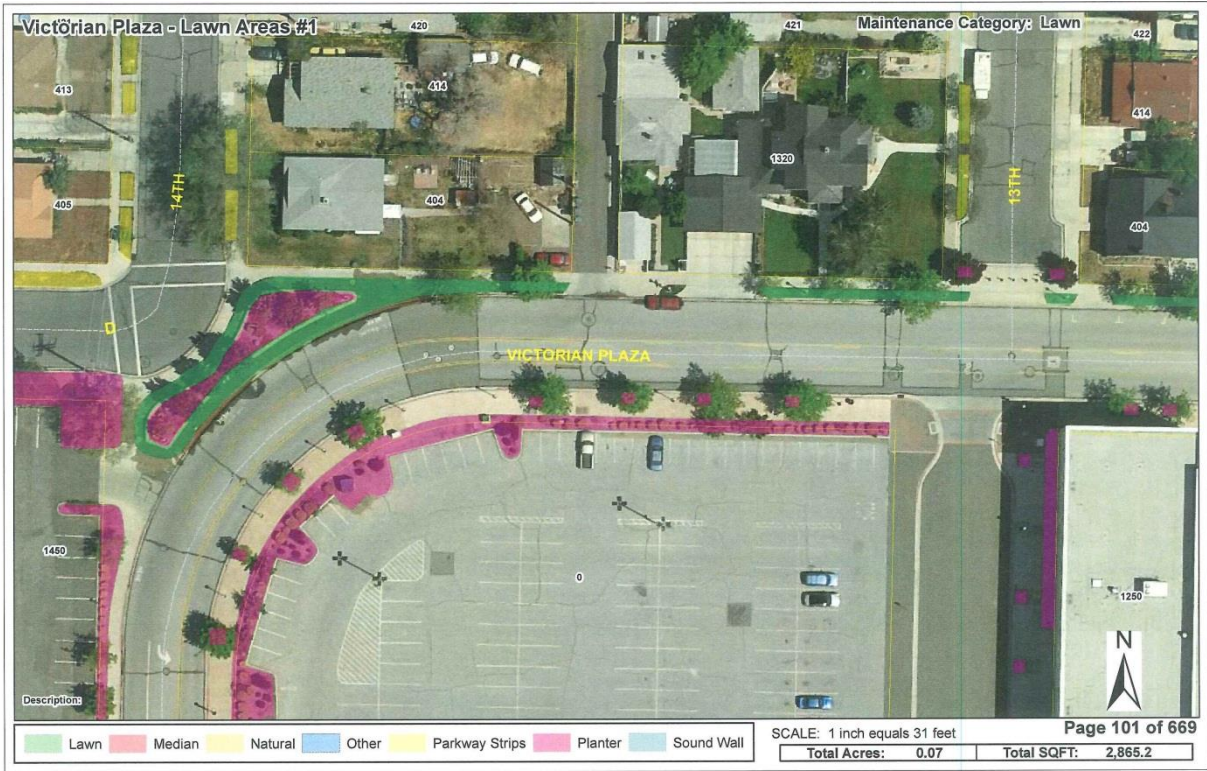 Victorian Plaza - Lawn Areas #1
Maintenance Category: Lawn
420
421
422
413
414
414
14TH
1320
13TH
405
404
404
D
VICTORIAN PLAZA
1450
0
1250
N
Description:
Lawn Median Natural Other Parkway Strips Planter Sound Wall
SCALE: 1 inch equals 31 feet
Page 101 of 669
Total Acres: 0.07 Total SQFT: 2,865.2